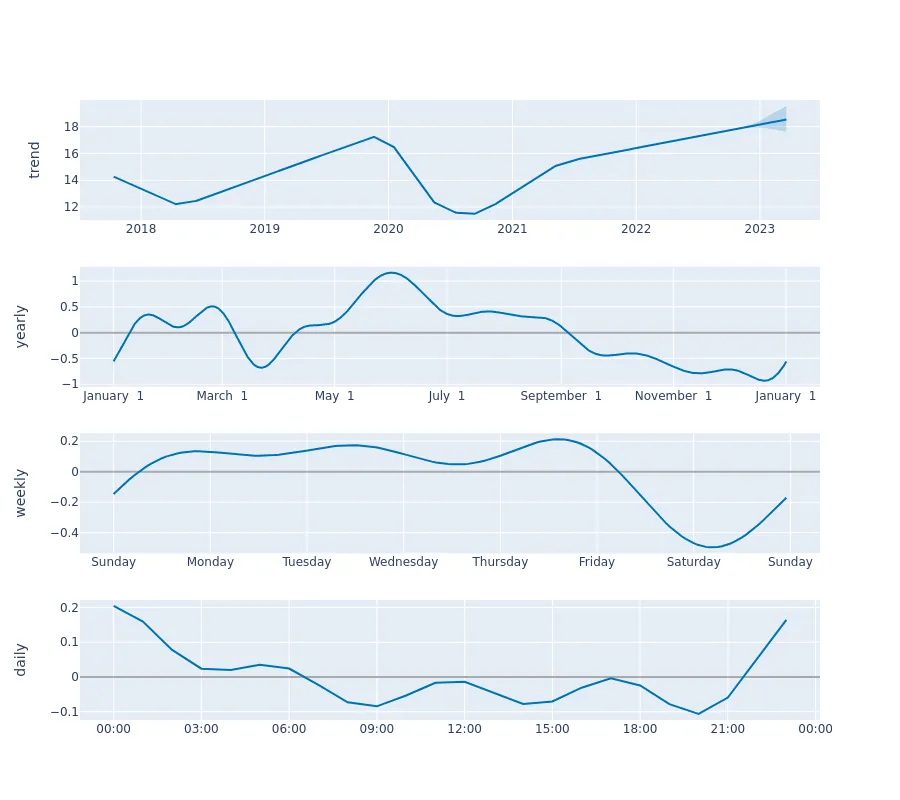 trend
18
16
14
12
2018 2019 2020 2021 2022 2023
yearly
1
0.5
0
−0.5
−1
January 1 March 1 May 1 July 1 September 1 November 1 January 1
weekly
0.2
0
−0.2
−0.4
Sunday Monday Tuesday Wednesday Thursday Friday Saturday Sunday
daily
0.2
0.1
0
−0.1
00:00 03:00 06:00 09:00 12:00 15:00 18:00 21:00 00:00